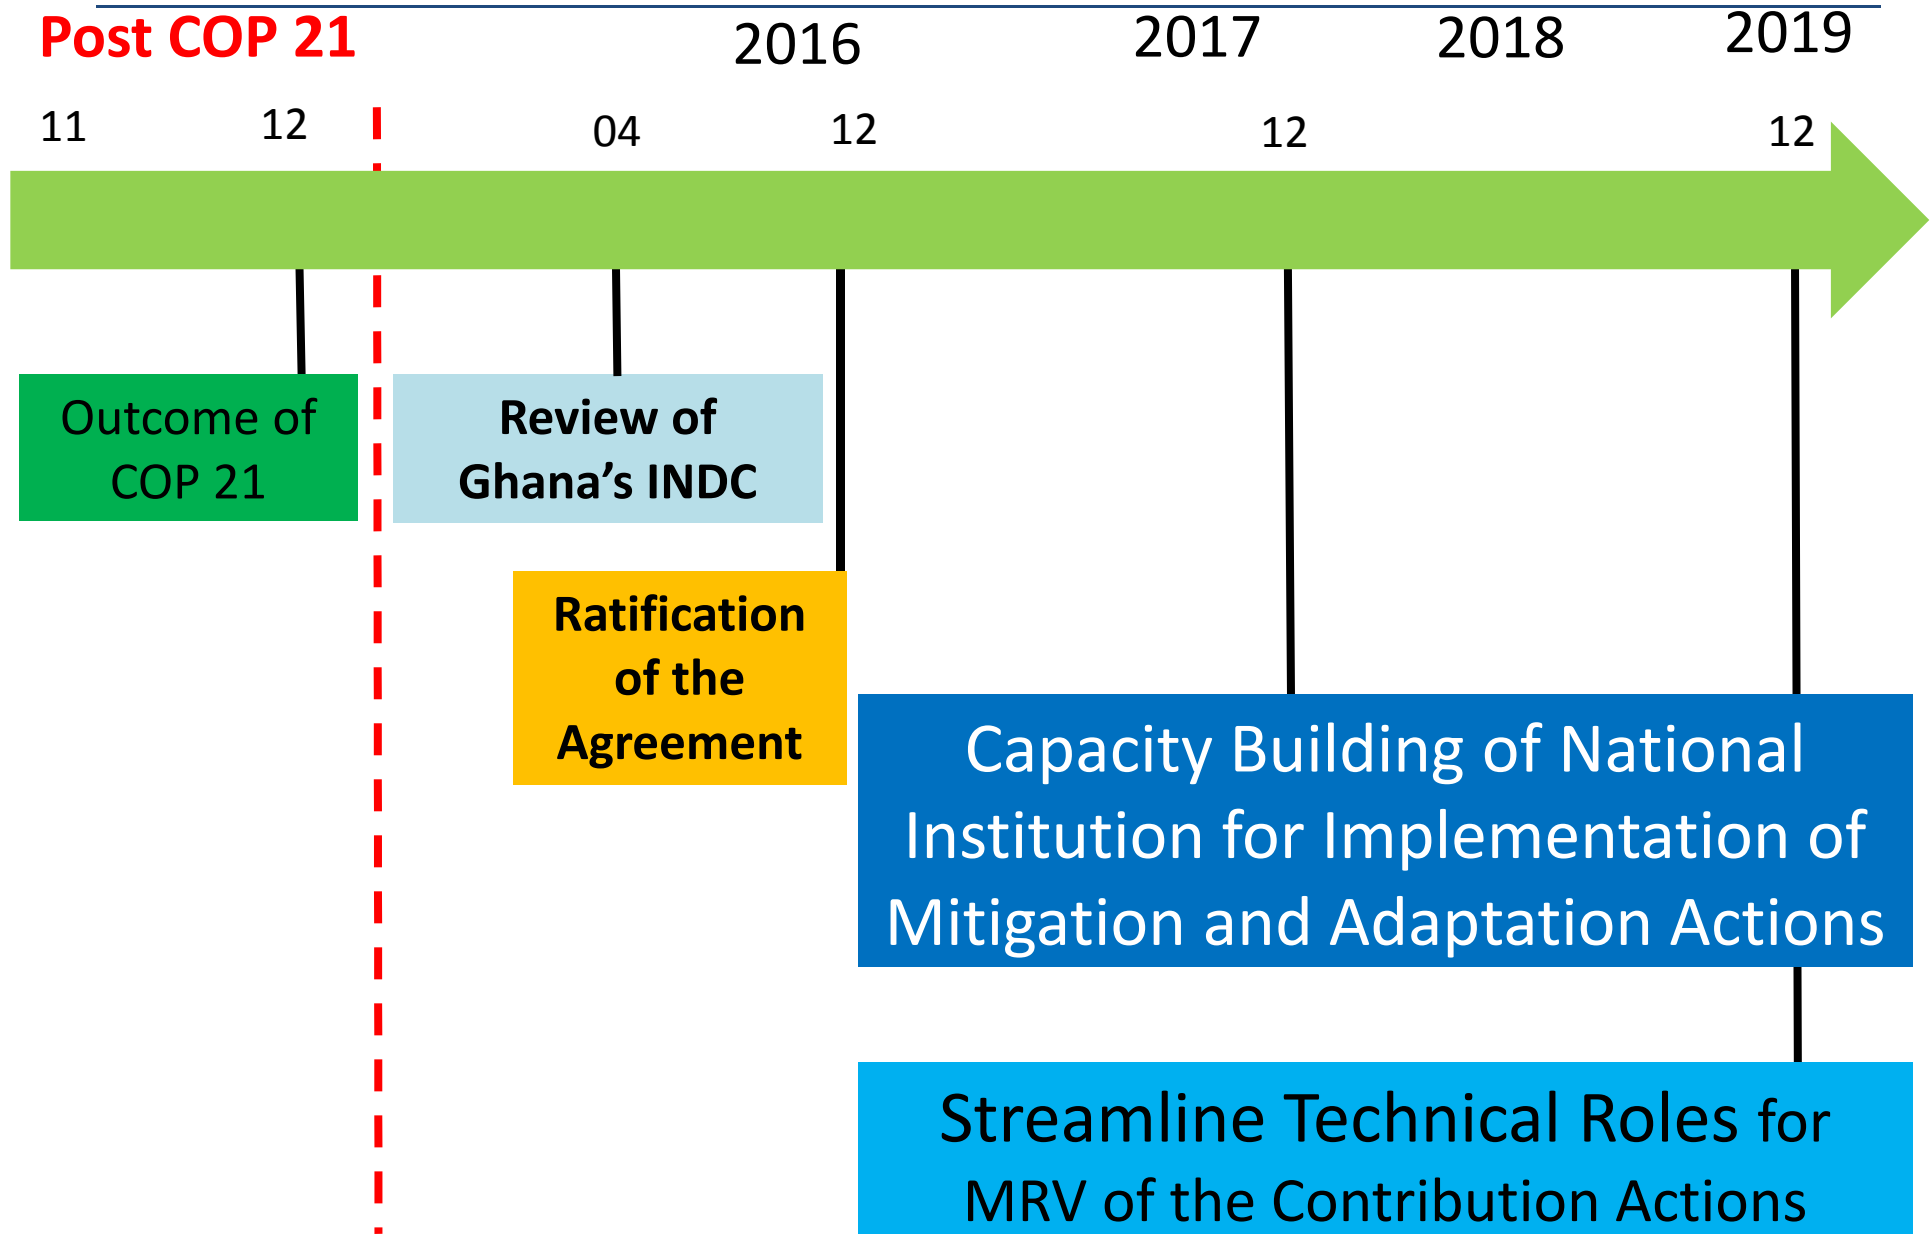 Post COP 21
2016
2017
2018
2019
11
12
04
12
12
12
Outcome of
COP 21
Review of
Ghana’s INDC
Ratification
of the
Agreement
Capacity Building of National
Institution for Implementation of
Mitigation and Adaptation Actions
Streamline Technical Roles for
MRV of the Contribution Actions